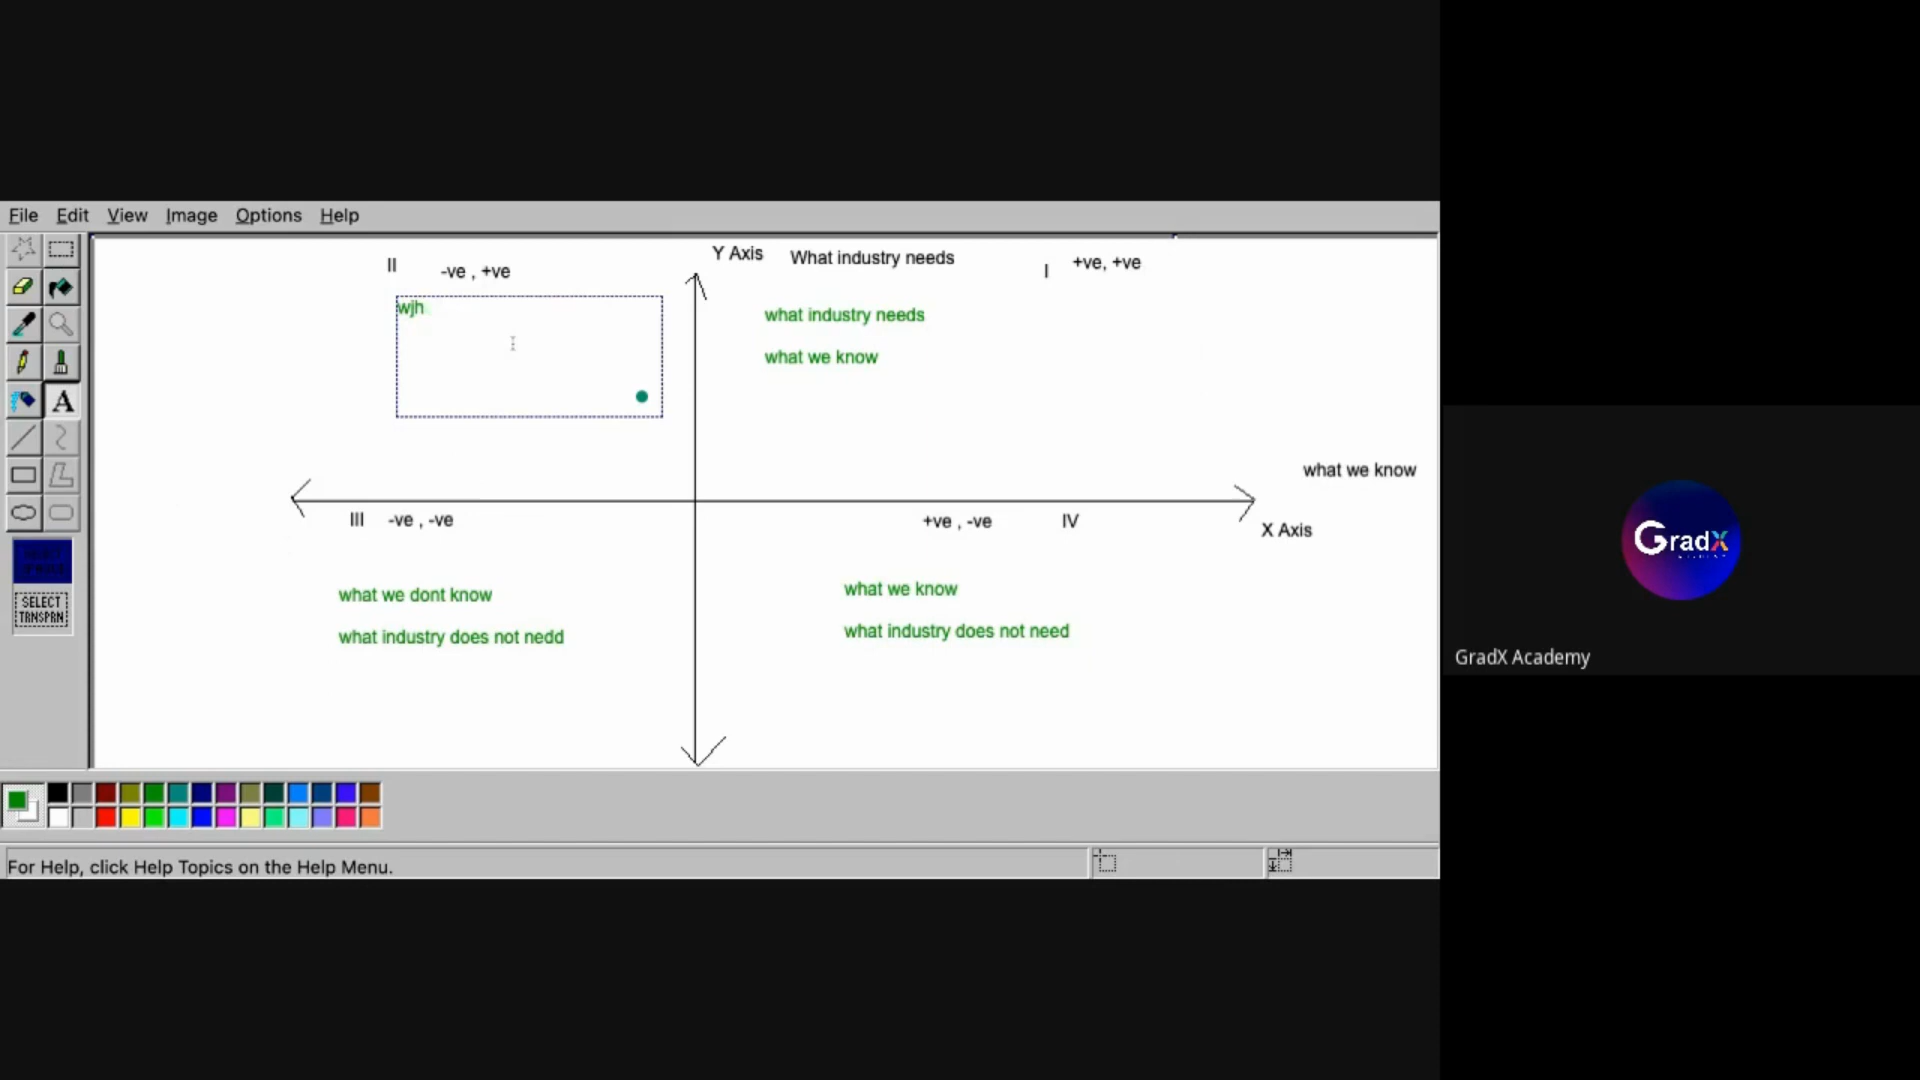 File Edit View Image Options Help
Y Axis What industry needs
II -ve , +ve
I +ve, +ve
wjh
what industry needs
what we know
what we know
X Axis
III -ve , -ve
+ve , -ve IV
what we dont know
what industry does not nedd
what we know
what industry does not need
A
SELECT
TRNSPRN
For Help, click Help Topics on the Help Menu.
GradX
GradX Academy